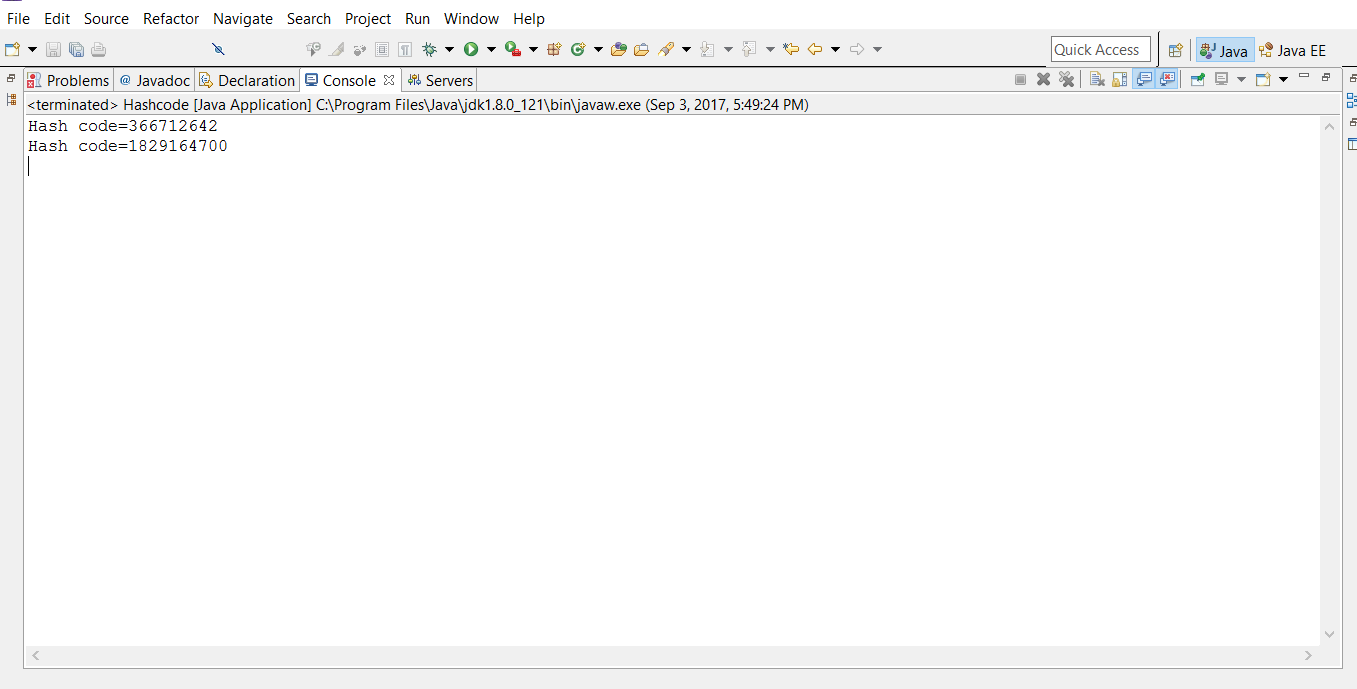 File Edit Source Refactor Navigate Search Project Run Window Help
Quick Access Java Java EE
Problems @ Javadoc Declaration Console Servers
<terminated> Hashcode [Java Application] C:\Program Files\Java\jdk1.8.0_121\bin\javaw.exe (Sep 3, 2017, 5:49:24 PM)
Hash code=366712642
Hash code=1829164700